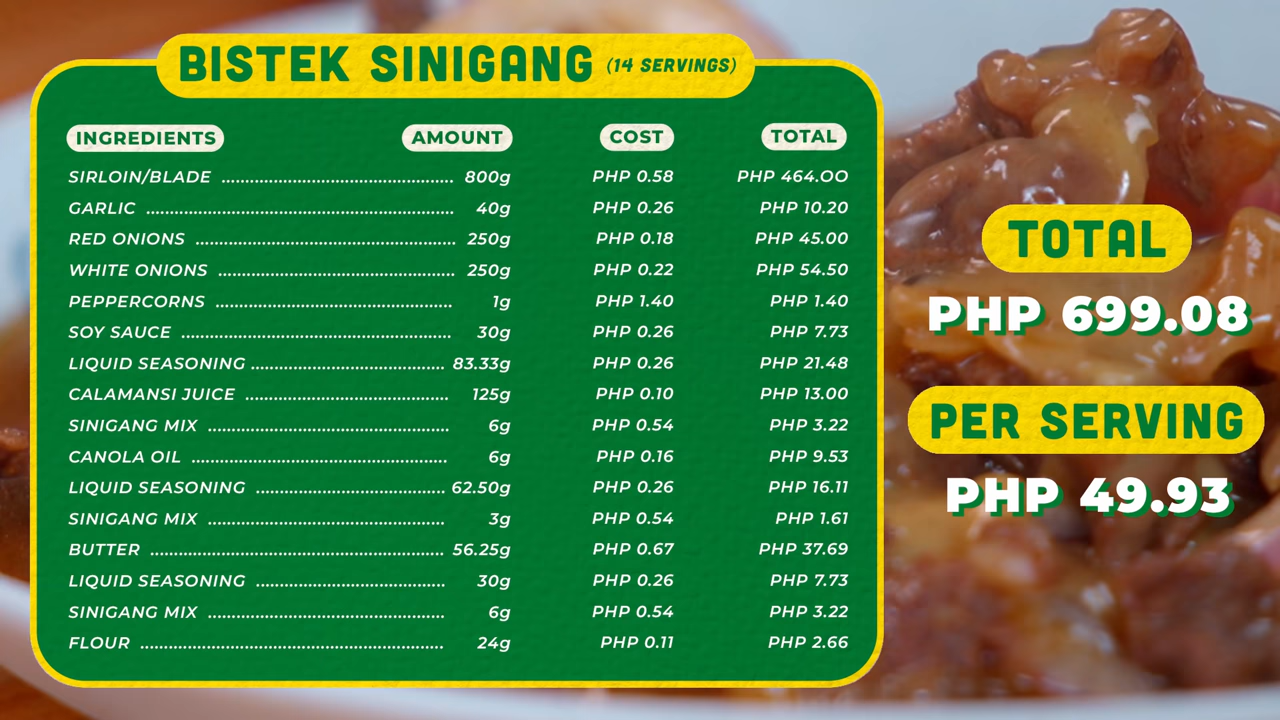 BISTEK SINIGANG (14 SERVINGS)
INGREDIENTS AMOUNT COST TOTAL
SIRLOIN/BLADE ........ 800g PHP 0.58 PHP 464.OO
GARLIC ........ 40g PHP 0.26 PHP 10.20
RED ONIONS ........ 250g PHP 0.18 PHP 45.00
WHITE ONIONS ........ 250g PHP 0.22 PHP 54.50
PEPPERCORNS ........ 1g PHP 1.40 PHP 1.40
SOY SAUCE ........ 30g PHP 0.26 PHP 7.73
LIQUID SEASONING ........ 83.33g PHP 0.26 PHP 21.48
CALAMANSI JUICE ........ 125g PHP 0.10 PHP 13.00
SINIGANG MIX ........ 6g PHP 0.54 PHP 3.22
CANOLA OIL ........ 6g PHP 0.16 PHP 9.53
LIQUID SEASONING ........ 62.50g PHP 0.26 PHP 16.11
SINIGANG MIX ........ 3g PHP 0.54 PHP 1.61
BUTTER ........ 56.25g PHP 0.67 PHP 37.69
LIQUID SEASONING ........ 30g PHP 0.26 PHP 7.73
SINIGANG MIX ........ 6g PHP 0.54 PHP 3.22
FLOUR ........ 24g PHP 0.11 PHP 2.66
TOTAL
PHP 699.08
PER SERVING
PHP 49.93